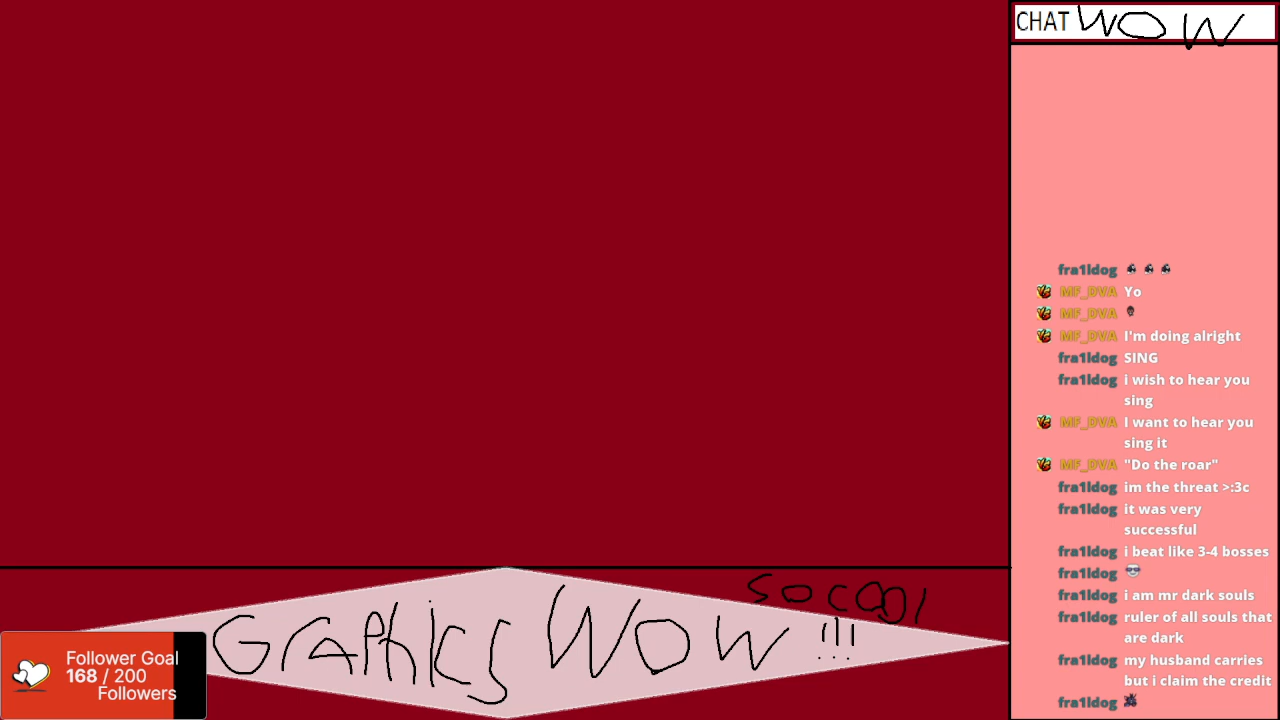 CHAT WOW
fra1ldog
MF_DVA Yo
MF_DVA
MF_DVA I'm doing alright
fra1ldog SING
fra1ldog i wish to hear you
sing
MF_DVA I want to hear you
sing it
MF_DVA "Do the roar"
fra1ldog im the threat >:3c
fra1ldog it was very
successful
fra1ldog i beat like 3-4 bosses
fra1ldog
fra1ldog i am mr dark souls
fra1ldog ruler of all souls that
are dark
fra1ldog my husband carries
but i claim the credit
fra1ldog
so cool
GraPhics WOW !!!
Follower Goal
168 / 200
Followers